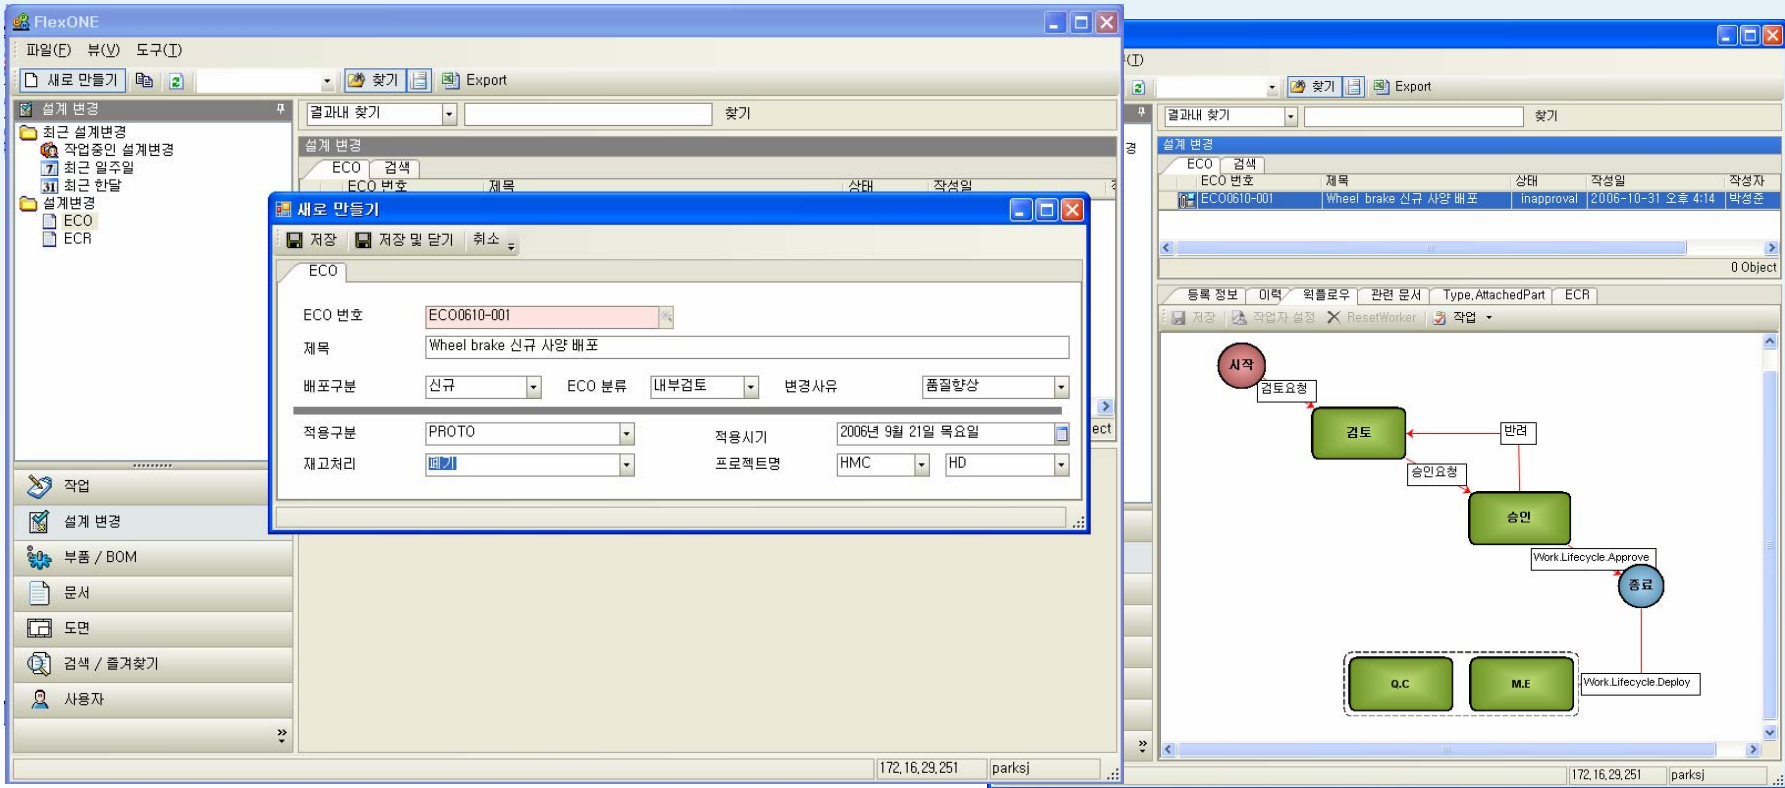 FlexONE
파일(F) 뷰(V) 도구(T)
새로 만들기 찾기 Export
설계 변경
최근 설계변경
작업중인 설계변경
7 최근 일주일
31 최근 한달
설계변경
ECO
ECR
작업
설계 변경
부품 / BOM
문서
도면
검색 / 즐겨찾기
사용자
결과내 찾기 찾기
설계 변경
ECO 검색
ECO 번호 제목 상태 작성일
ect
새로 만들기
저장 저장 및 닫기 취소
ECO
ECO 번호 ECO0610-001
제목 Wheel brake 신규 사양 배포
배포구분 신규 ECO 분류 내부검토 변경사유 품질향상
적용구분 PROTO 적용시기 2006년 9월 21일 목요일
재고처리 폐기 프로젝트명 HMC HD
172,16,29,251 parksj
(T)
찾기 Export
결과내 찾기 찾기
경
설계 변경
ECO 검색
ECO 번호 제목 상태 작성일 작성자
ECO0610-001 Wheel brake 신규 사양 배포 inapproval 2006-10-31 오후 4:14 박성준
0 Object
등록 정보 이력 워플로우 관련 문서 Type,AttachedPart ECR
저장 작업자 설정 ResetWorker 작업
시작
검토요청
검토
반려
승인요청
승인
Work.Lifecycle.Approve
종료
Q.C M.E Work.Lifecycle.Deploy
172,16,29,251 parksj